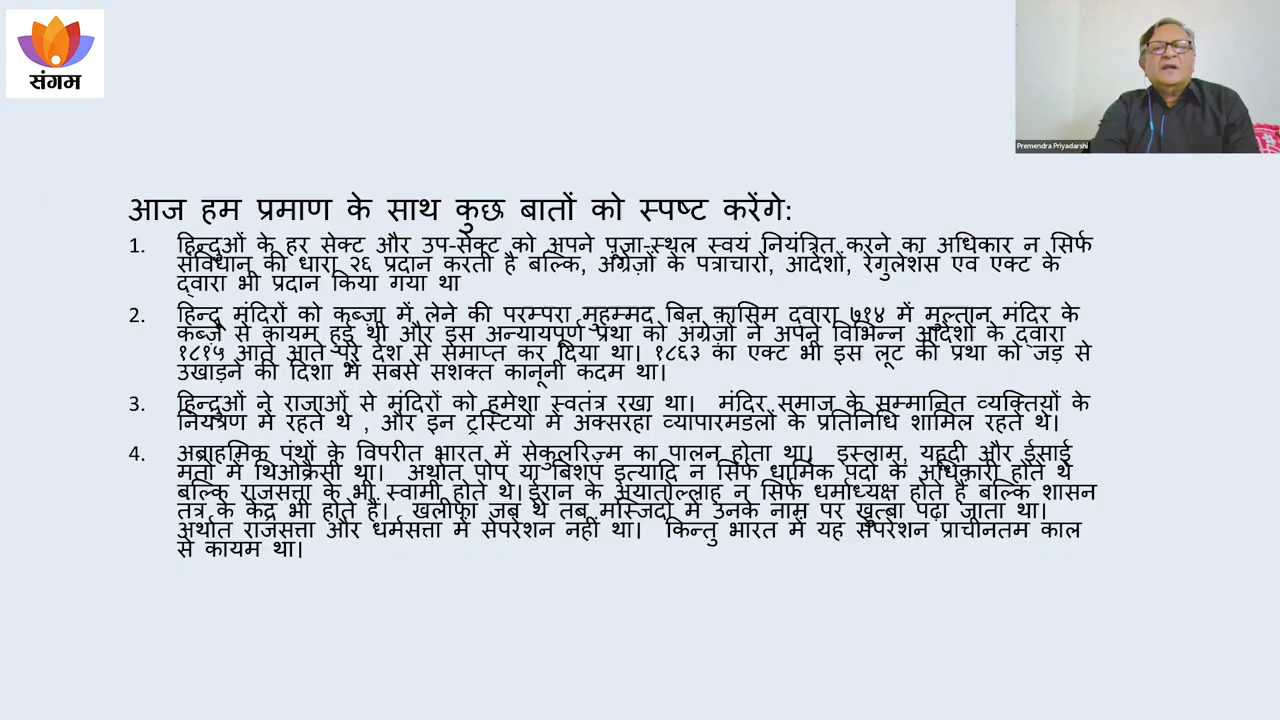 संगम
Premendra Priyadarshi
आज हम प्रमाण के साथ कुछ बातों को स्पष्ट करेंगे:
1. हिन्दुओं के हर सेक्ट और उप-सेक्ट को अपने पूजा-स्थल स्वयं नियंत्रित करने का अधिकार न सिर्फ
संविधान की धारा २६ प्रदान करती है बल्कि, अंग्रेज़ों के पत्राचारों, आदेशों, रेगुलेशंस एवं एक्ट के
द्वारा भी प्रदान किया गया था
2. हिन्दू मंदिरों को कब्ज़ा में लेने की परम्परा मुहम्मद बिन क़ासिम द्वारा ७१४ में मुल्तान मंदिर के
कब्ज़े से कायम हुई थी और इस अन्यायपूर्ण प्रथा को अंग्रेज़ों ने अपने विभिन्न आदेशों के द्वारा
१८१५ आते आते पूरे देश से समाप्त कर दिया था। १८६३ का एक्ट भी इस लूट की प्रथा को जड़ से
उखाड़ने की दिशा में सबसे सशक्त कानूनी कदम था।
3. हिन्दुओं ने राजाओं से मंदिरों को हमेशा स्वतंत्र रखा था। मंदिर समाज के सम्मानित व्यक्तियों के
नियंत्रण में रहते थे , और इन ट्रस्टियों में अक्सरहा व्यापारमंडलों के प्रतिनिधि शामिल रहते थे।
4. अब्राहमिक पंथों के विपरीत भारत में सेकुलरिज़्म का पालन होता था। इस्लाम, यहूदी और ईसाई
मतों में थिओक्रैसी था। अर्थात पोप या बिशप इत्यादि न सिर्फ धार्मिक पदों के अधिकारी होते थे
बल्कि राजसत्ता के भी स्वामी होते थे। ईरान के अयातोल्लाह न सिर्फ धर्माध्यक्ष होते हैं बल्कि शासन
तंत्र के केंद्र भी होते हैं। खलीफा जब थे तब मस्जिदों में उनके नाम पर खुत्बा पढ़ा जाता था।
अर्थात राजसत्ता और धर्मसत्ता में सेपरेशन नहीं था। किन्तु भारत में यह सेपरेशन प्राचीनतम काल
से कायम था।